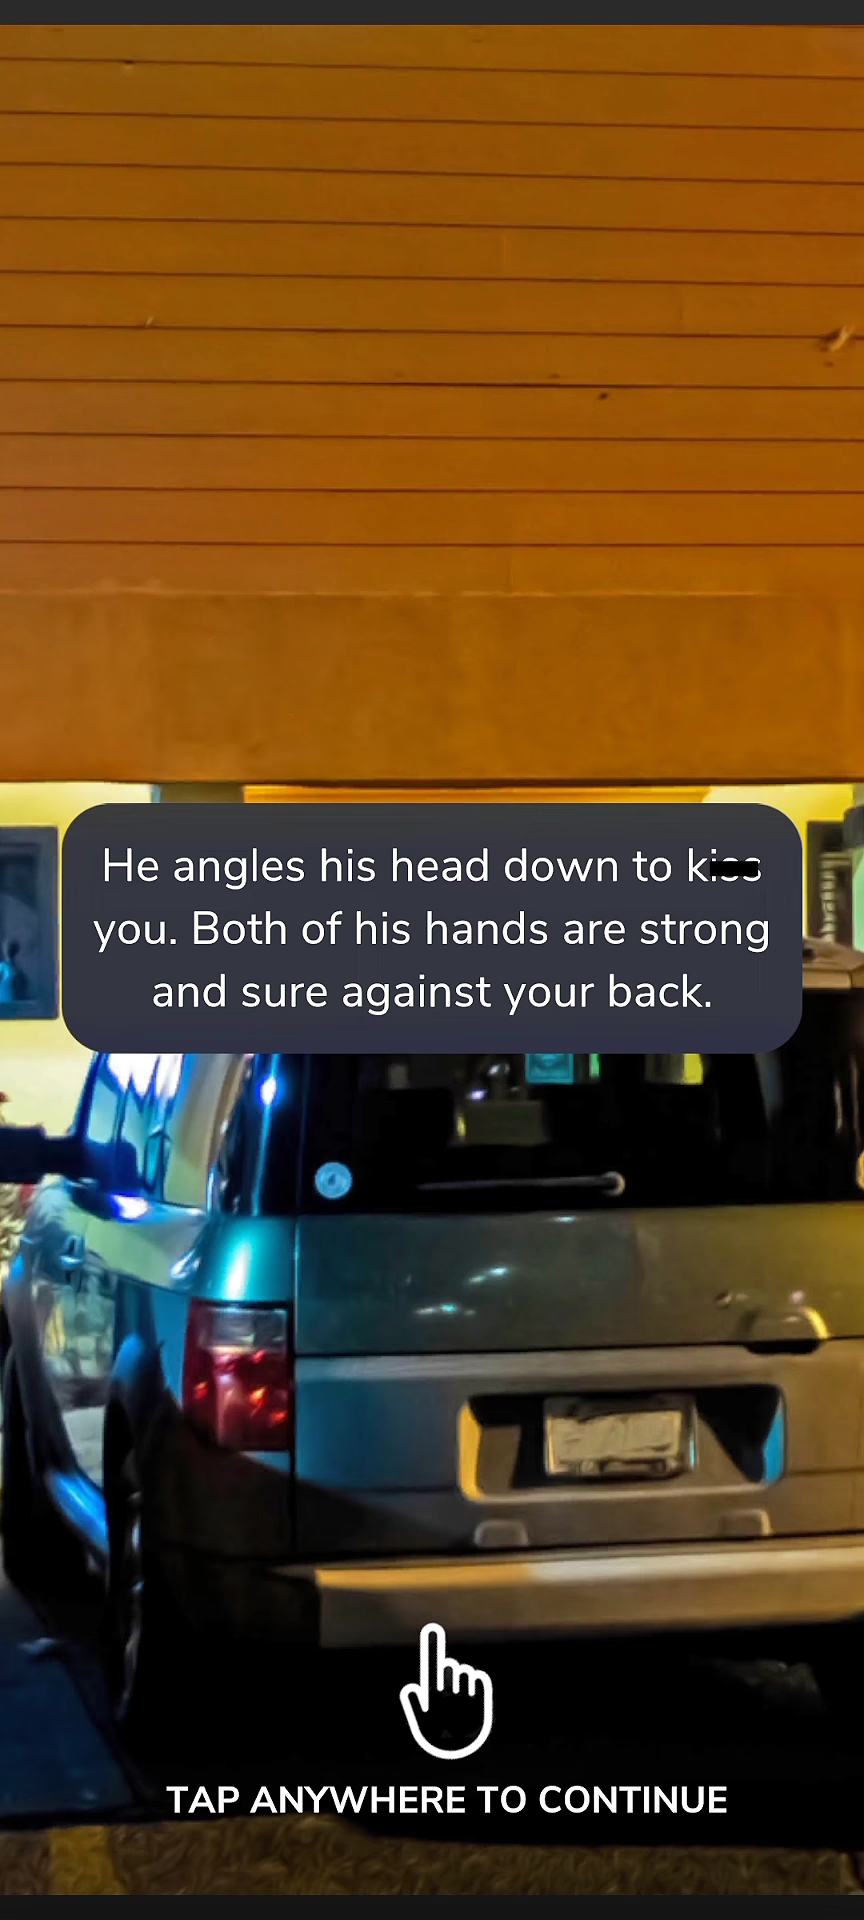 He angles his head down to
you. Both of his hands are strong
and sure against your back.
TAP ANYWHERE TO CONTINUE